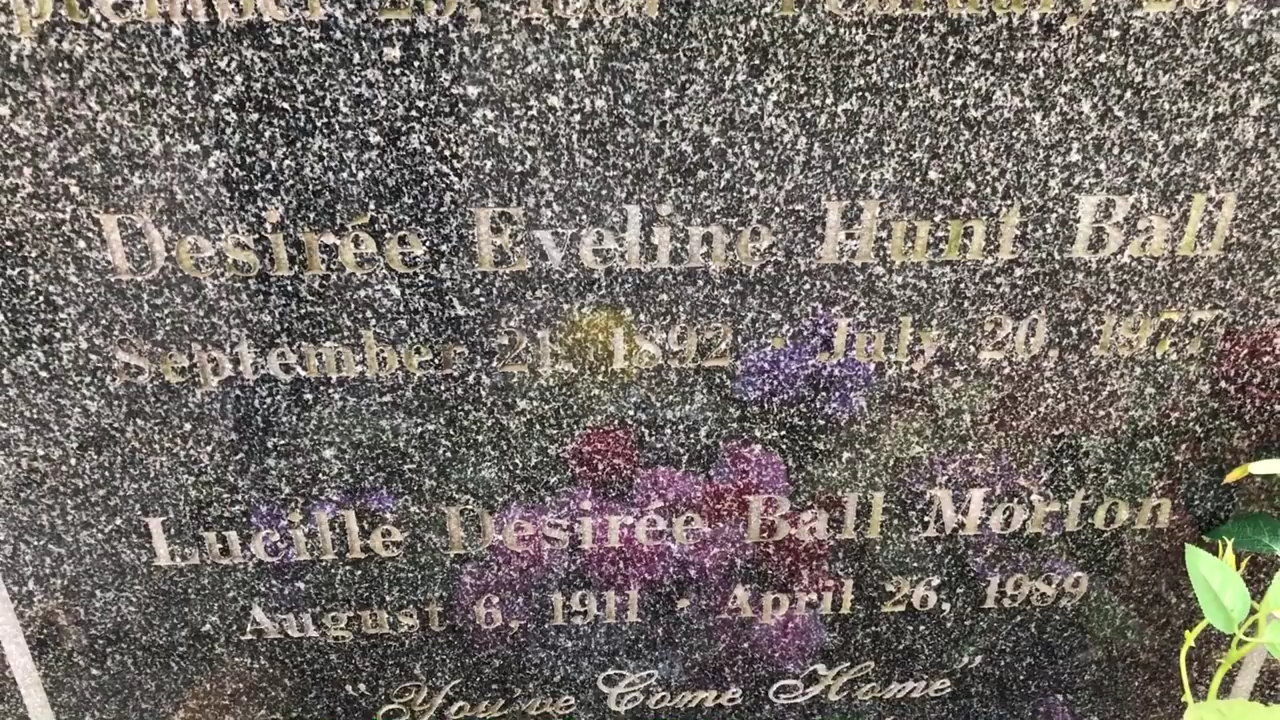 Desirée Eveline Hunt Ball
September 21, 1892 · July 20, 1977
Lucille Desirée Ball Morton
August 6, 1911 · April 26, 1989
"You've Come Home"